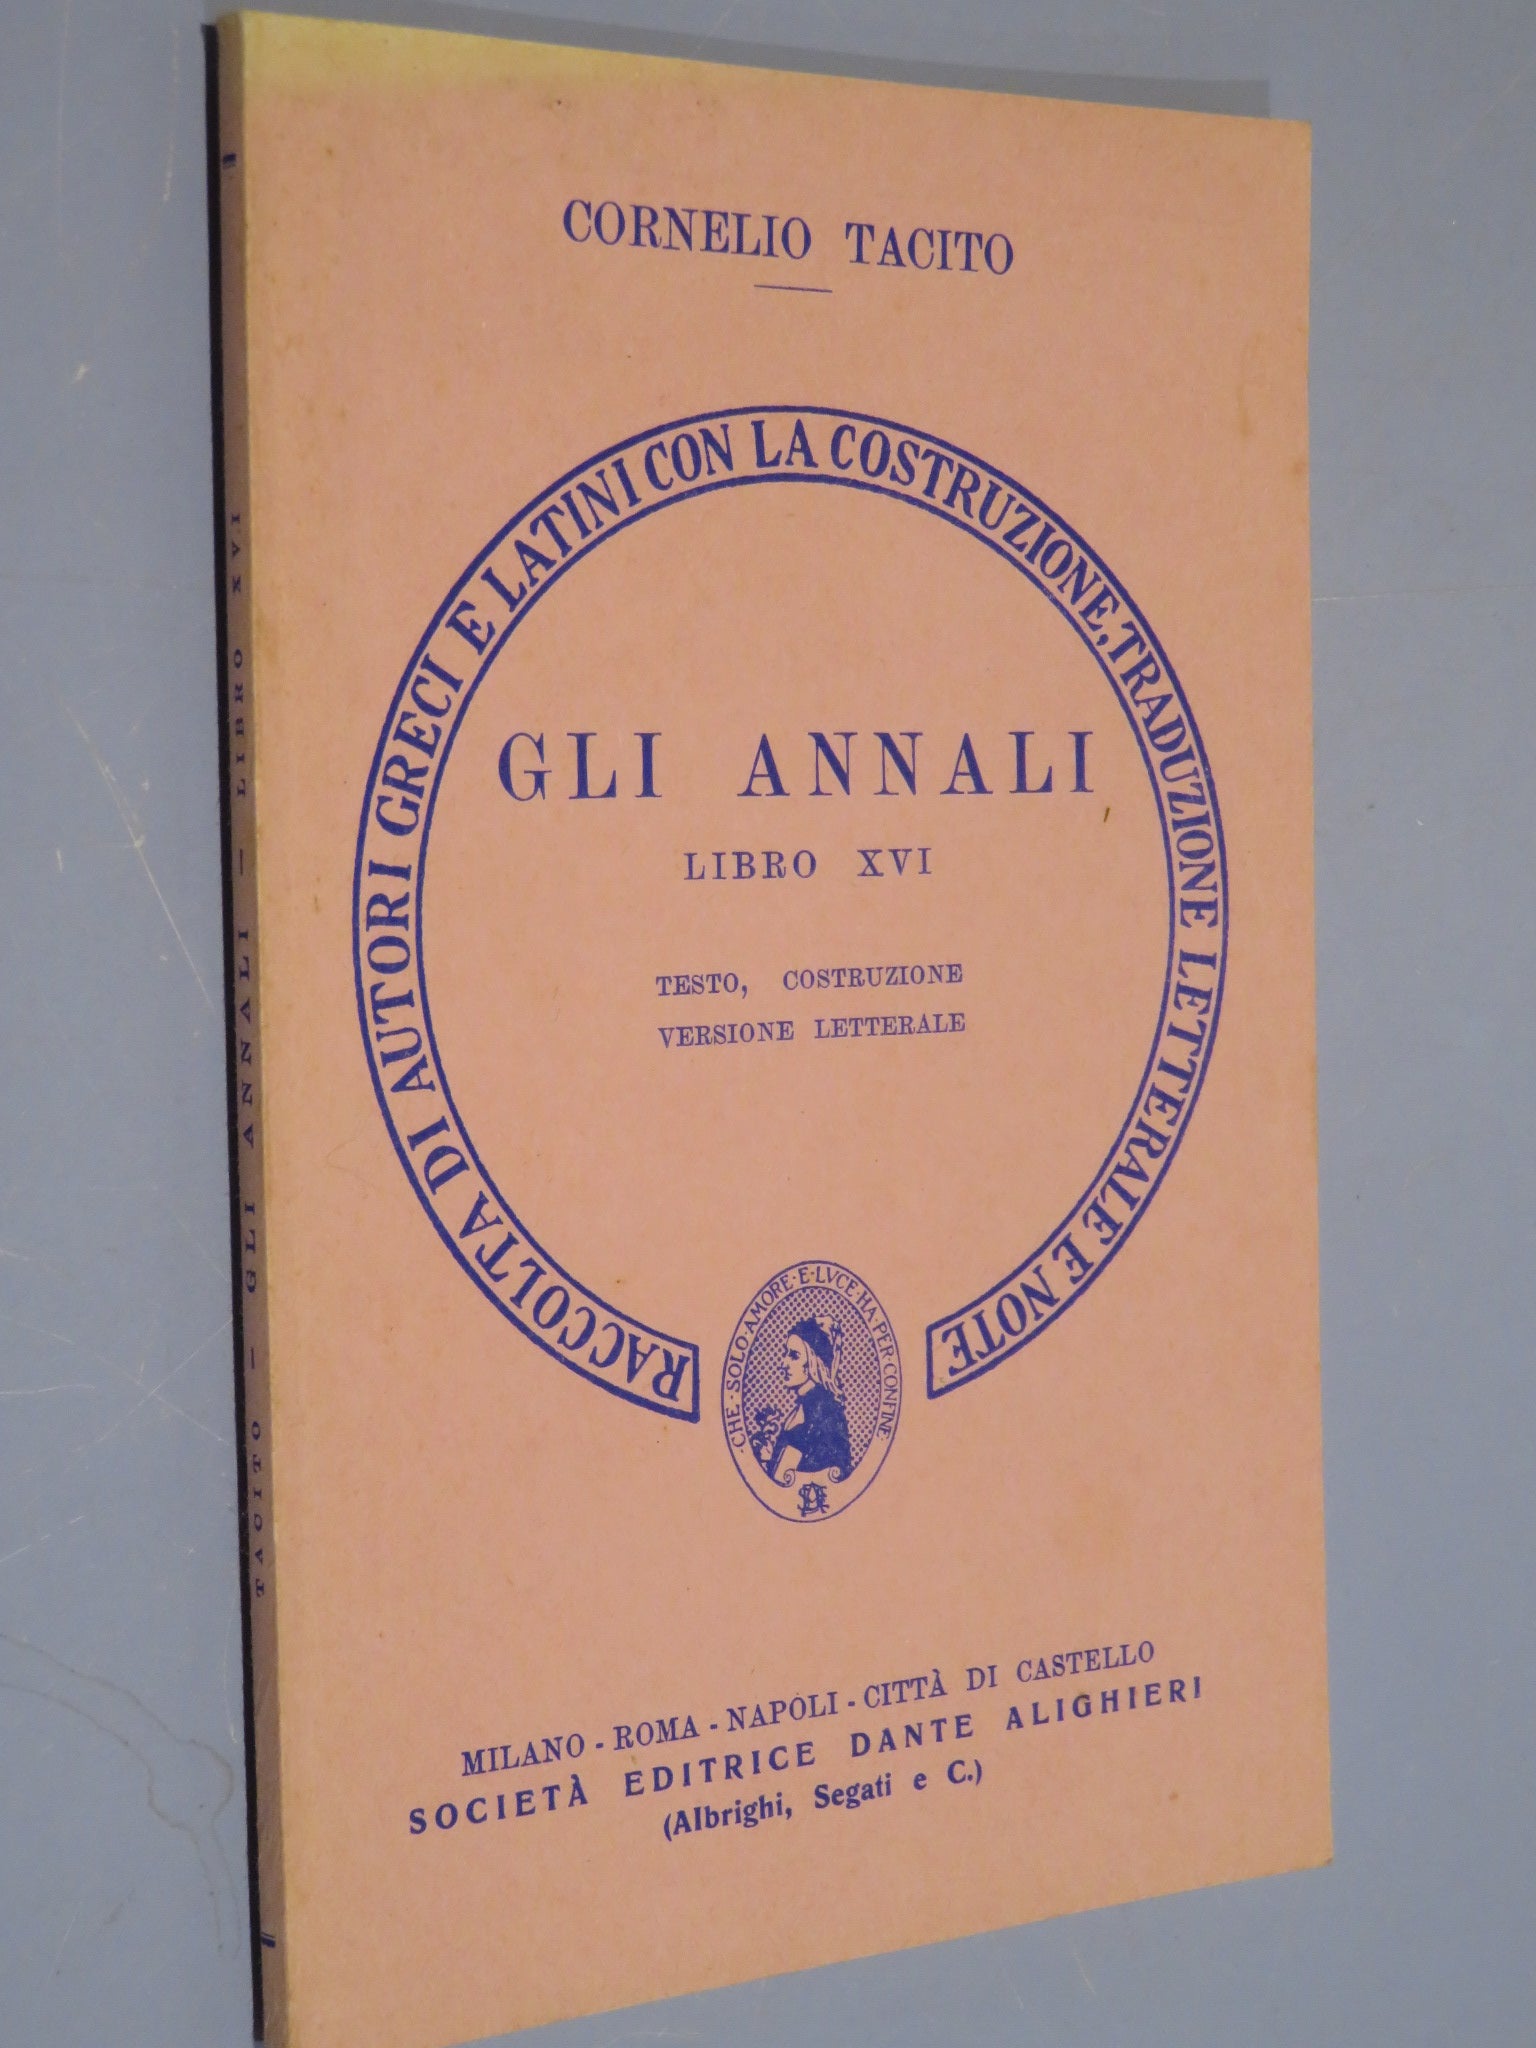 CORNELIO TACITO
RACCOLTA DI AUTORI GRECI E LATINI CON LA COSTRUZIONE, TRADUZIONE LETTERALE E NOTE
GLI ANNALI
LIBRO XVI
TESTO, COSTRUZIONE
VERSIONE LETTERALE
·CHE·SOLO·AMORE·E·LVCE·HA·PER·CONFINE
MILANO - ROMA - NAPOLI - CITTÀ DI CASTELLO
SOCIETÀ EDITRICE DANTE ALIGHIERI
(Albrighi, Segati e C.)
TACITO — GLI ANNALI — LIBRO XVI